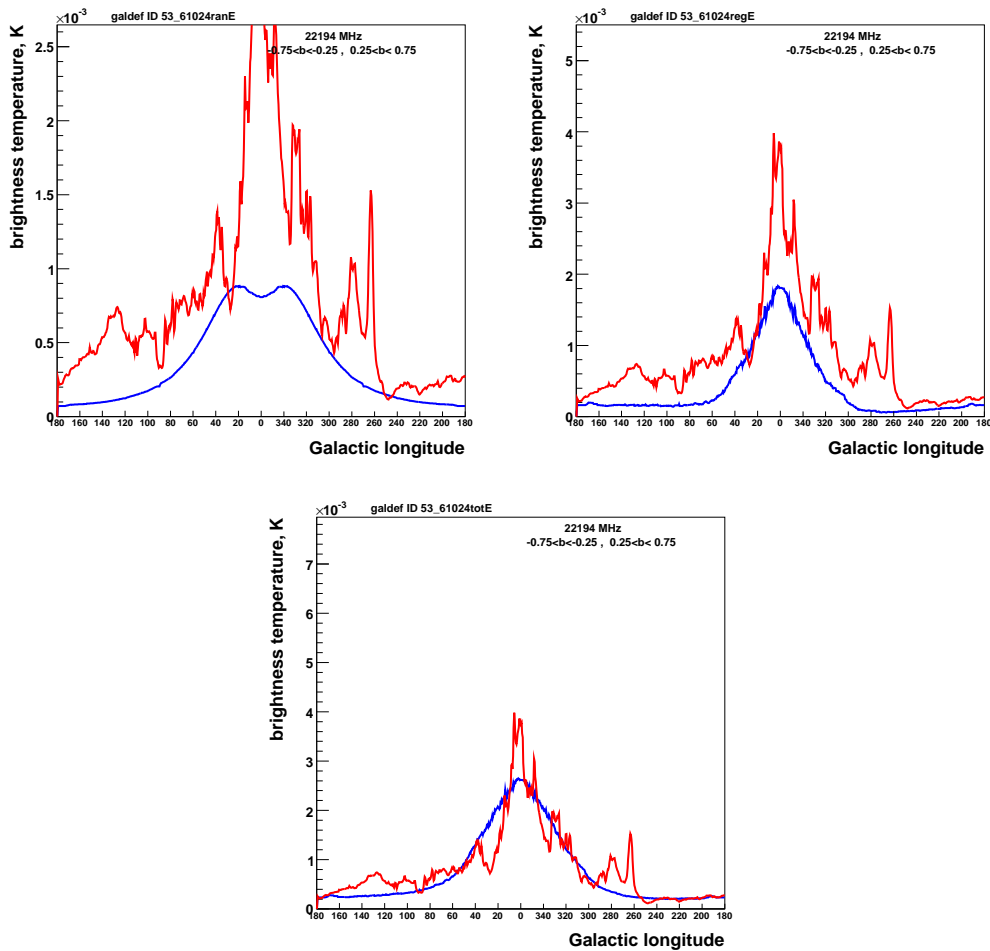 ×10⁻³ galdef ID 53_61024ranE
22194 MHz
-0.75<b<-0.25 , 0.25<b< 0.75
brightness temperature, K
2.5
2
1.5
1
0.5
0
180 160 140 120 100 80 60 40 20 0 340 320 300 280 260 240 220 200 180
Galactic longitude
×10⁻³ galdef ID 53_61024regE
22194 MHz
-0.75<b<-0.25 , 0.25<b< 0.75
brightness temperature, K
5
4
3
2
1
0
180 160 140 120 100 80 60 40 20 0 340 320 300 280 260 240 220 200 180
Galactic longitude
×10⁻³ galdef ID 53_61024totE
22194 MHz
-0.75<b<-0.25 , 0.25<b< 0.75
brightness temperature, K
7
6
5
4
3
2
1
0
180 160 140 120 100 80 60 40 20 0 340 320 300 280 260 240 220 200 180
Galactic longitude